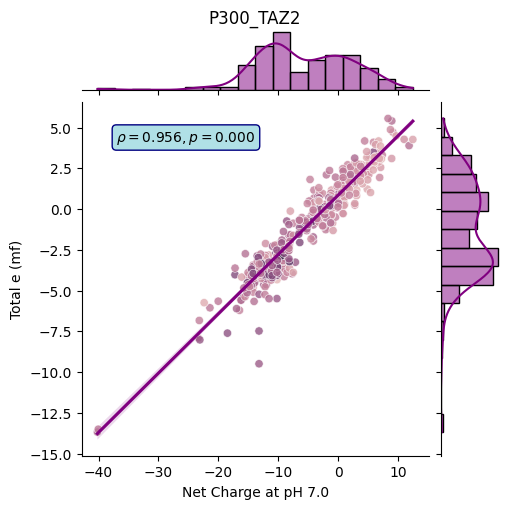 P300_TAZ2
ρ=0.956, p = 0.000
Total e (mf)
5.0
2.5
0.0
−2.5
−5.0
−7.5
−10.0
−12.5
−15.0
−40 −30 −20 −10 0 10
Net Charge at pH 7.0